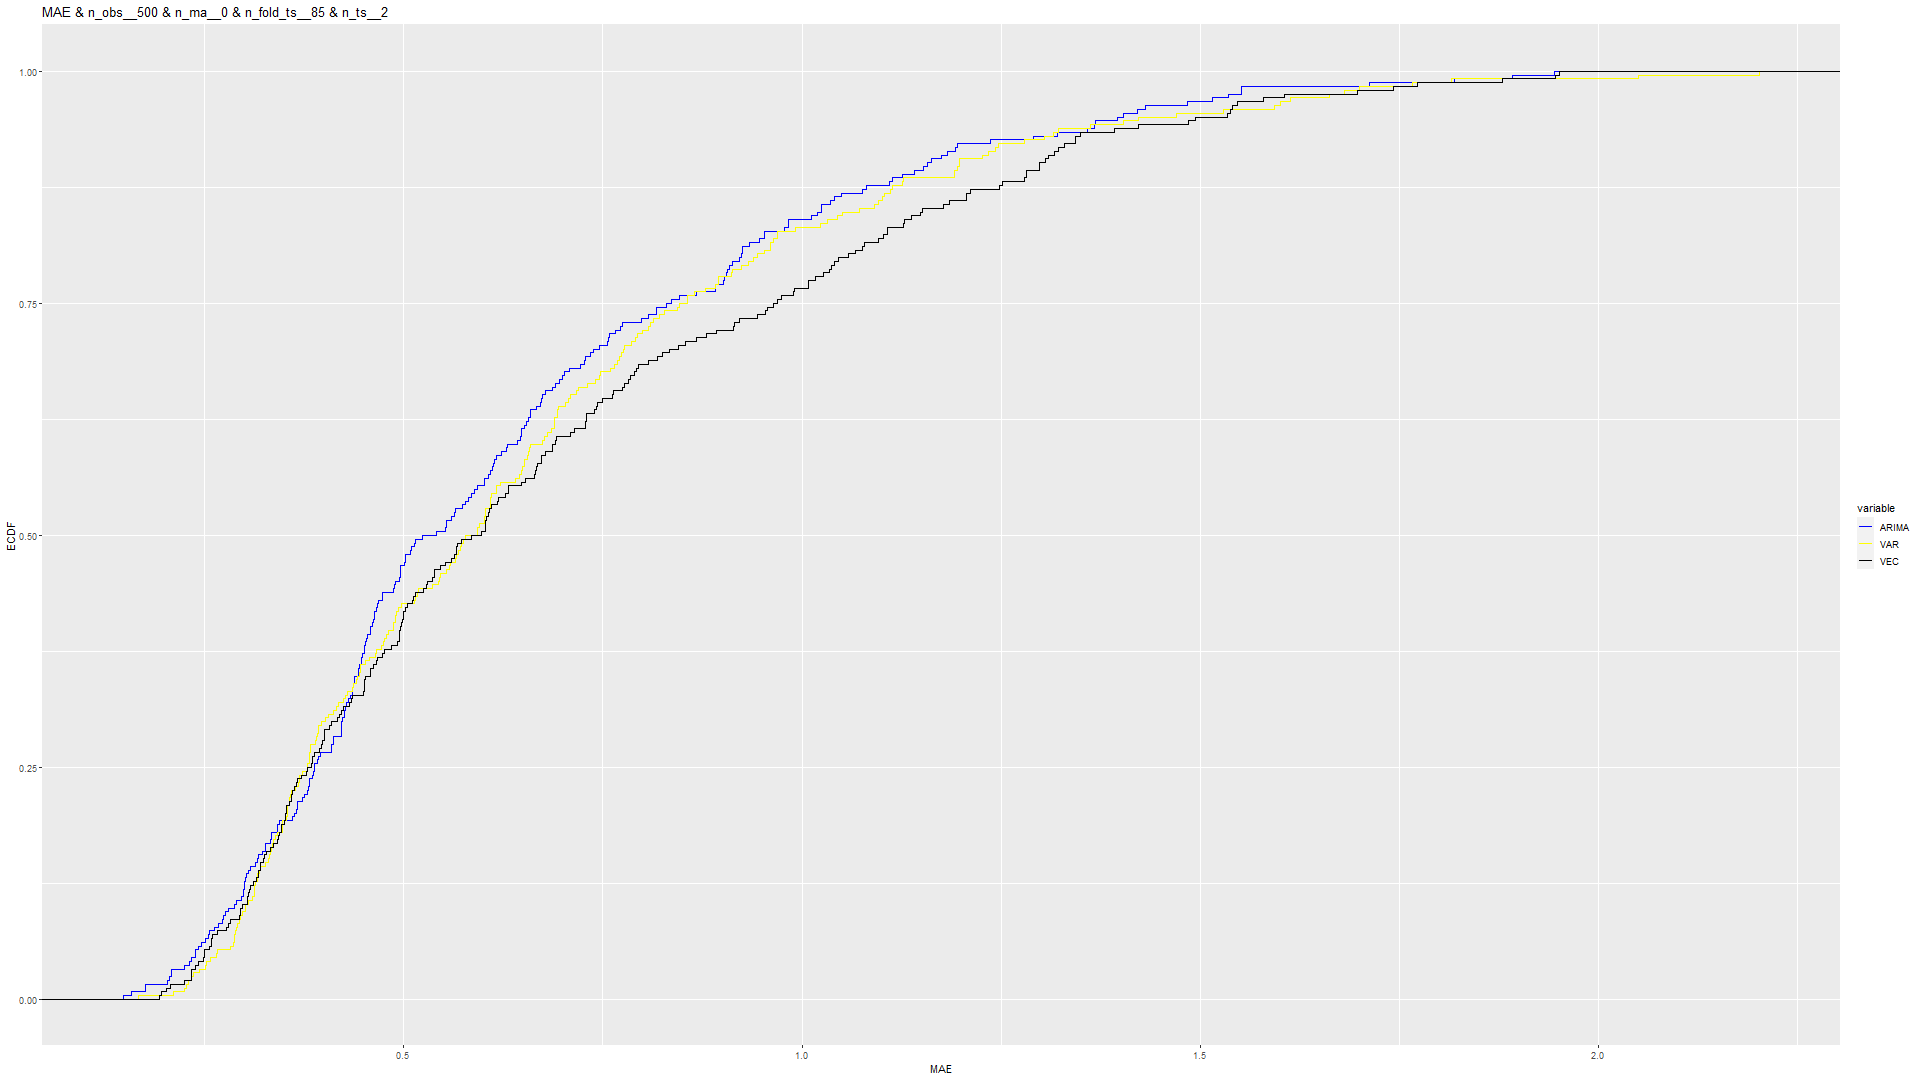 MAE & n_obs__500 & n_ma__0 & n_fold_ts__85 & n_ts__2
1.00
0.75
0.50
0.25
0.00
ECDF
0.5
1.0
1.5
2.0
MAE
variable
ARIMA
VAR
VEC